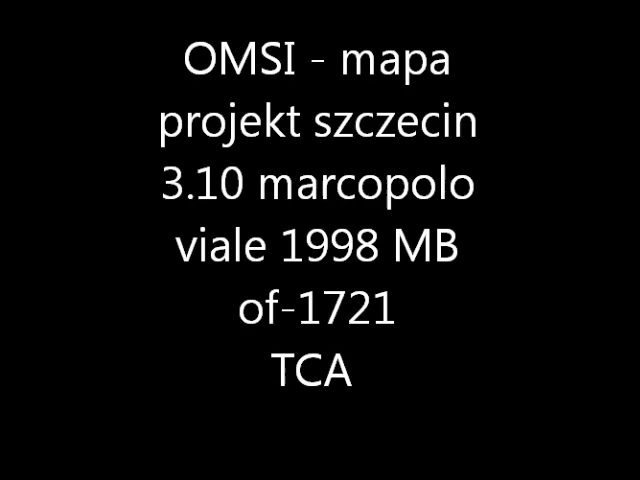 OMSI - mapa
projekt szczecin
3.10 marcopolo
viale 1998 MB
of-1721
TCA